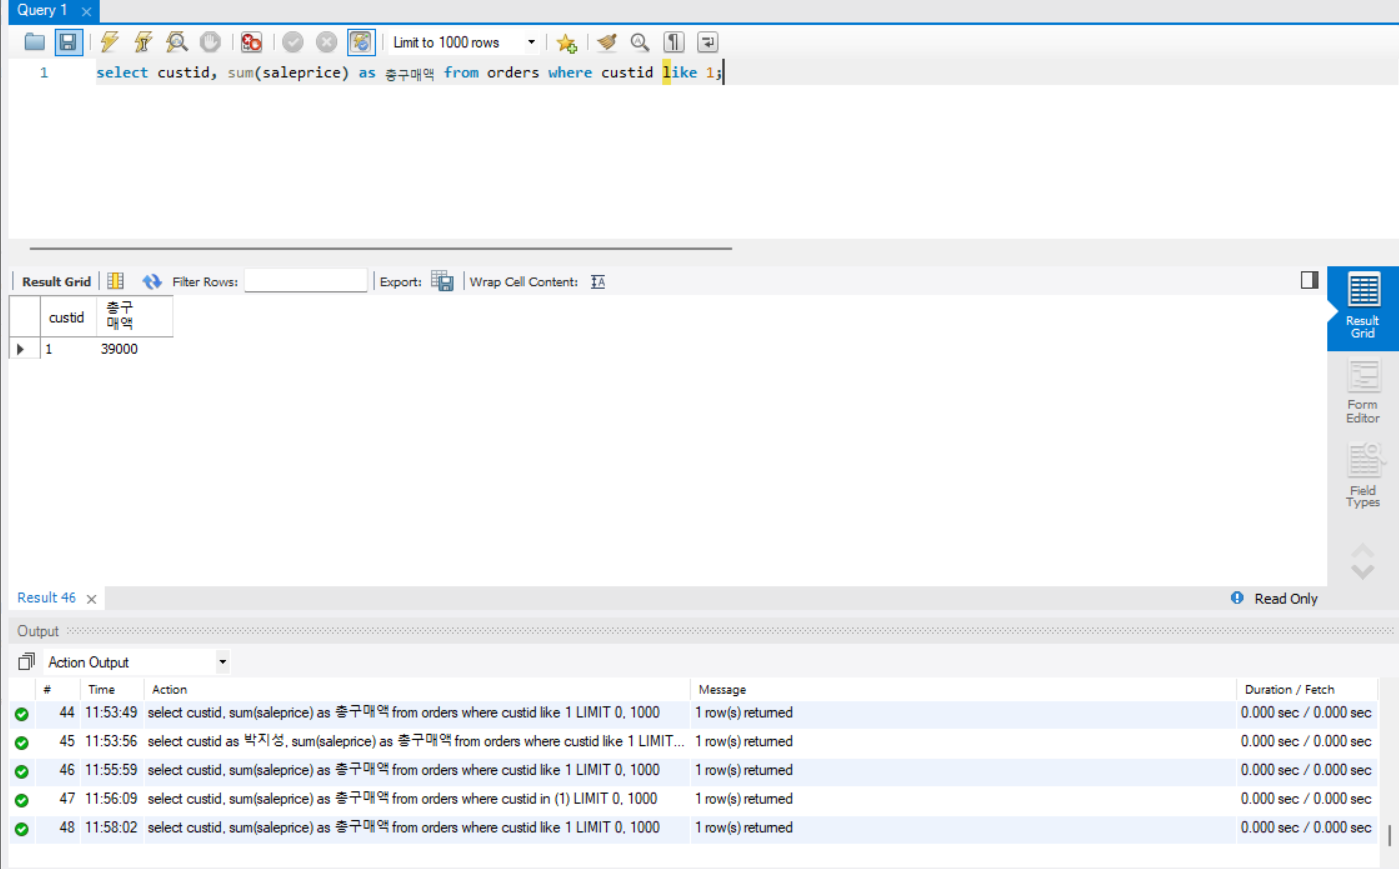 Query 1
Limit to 1000 rows
1 select custid, sum(saleprice) as 총구매액 from orders where custid like 1;
Result Grid Filter Rows: Export: Wrap Cell Content:
custid 총구
매액
1 39000
Result
Grid
Form
Editor
Field
Types
Result 46 Read Only
Output
Action Output
# Time Action Message Duration / Fetch
44 11:53:49 select custid, sum(saleprice) as 총구매액 from orders where custid like 1 LIMIT 0, 1000 1 row(s) returned 0.000 sec / 0.000 sec
45 11:53:56 select custid as 박지성, sum(saleprice) as 총구매액 from orders where custid like 1 LIMIT... 1 row(s) returned 0.000 sec / 0.000 sec
46 11:55:59 select custid, sum(saleprice) as 총구매액 from orders where custid like 1 LIMIT 0, 1000 1 row(s) returned 0.000 sec / 0.000 sec
47 11:56:09 select custid, sum(saleprice) as 총구매액 from orders where custid in (1) LIMIT 0, 1000 1 row(s) returned 0.000 sec / 0.000 sec
48 11:58:02 select custid, sum(saleprice) as 총구매액 from orders where custid like 1 LIMIT 0, 1000 1 row(s) returned 0.000 sec / 0.000 sec